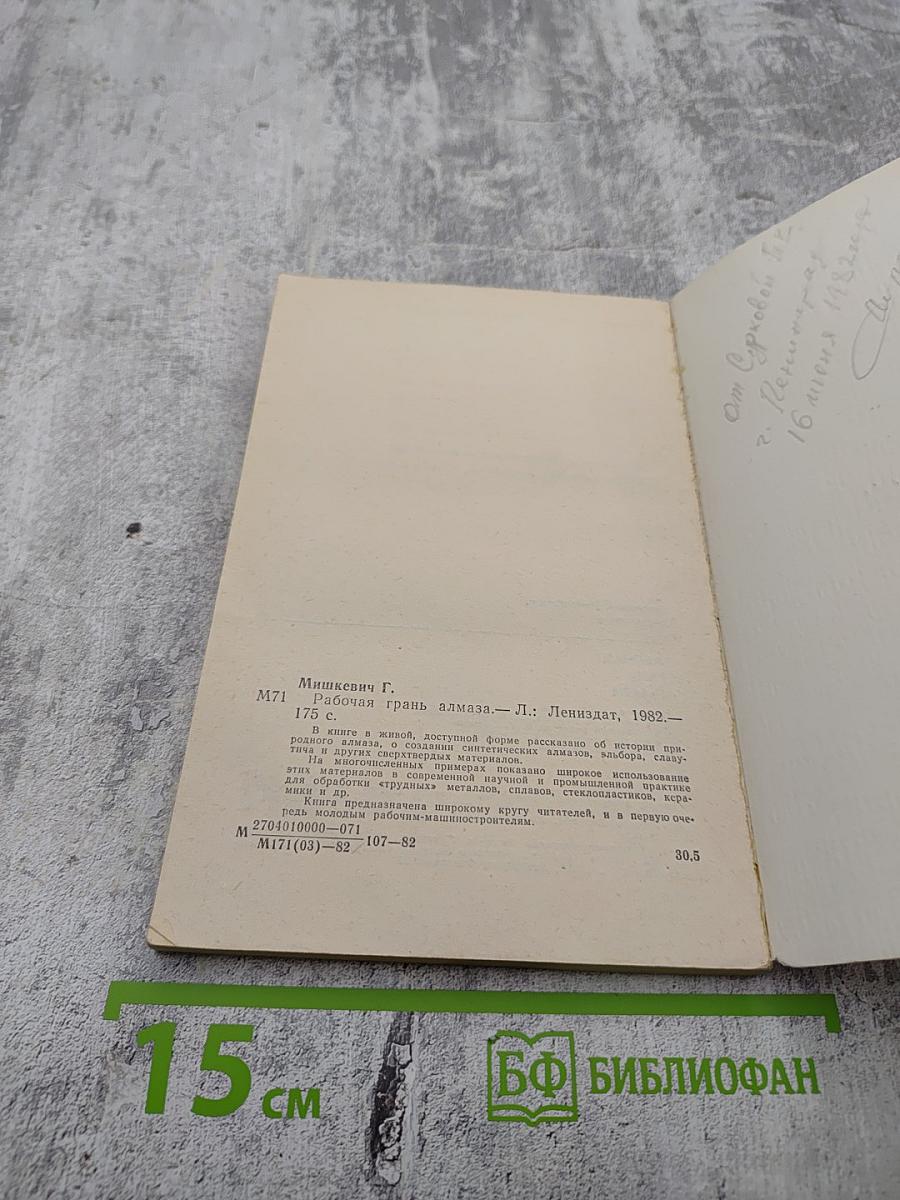 Мишкевич Г.
М71 Рабочая грань алмаза.— Л.: Лениздат, 1982.—
175 с.
В книге в живой, доступной форме рассказано об истории при-
родного алмаза, о создании синтетических алмазов, эльбора, славу-
тича и других сверхтвердых материалов.
На многочисленных примерах показано широкое использование
этих материалов в современной научной и промышленной практике
для обработки «трудных» металлов, сплавов, стеклопластиков, кера-
мики и др.
Книга предназначена широкому кругу читателей, и в первую оче-
редь молодым рабочим-машиностроителям.
М 2704010000—071
М171(03)—82 107—82
30.5
от Сурковой
г. Ленинград
16 июня 1982 года
15 см
БФ БИБЛИОФАН